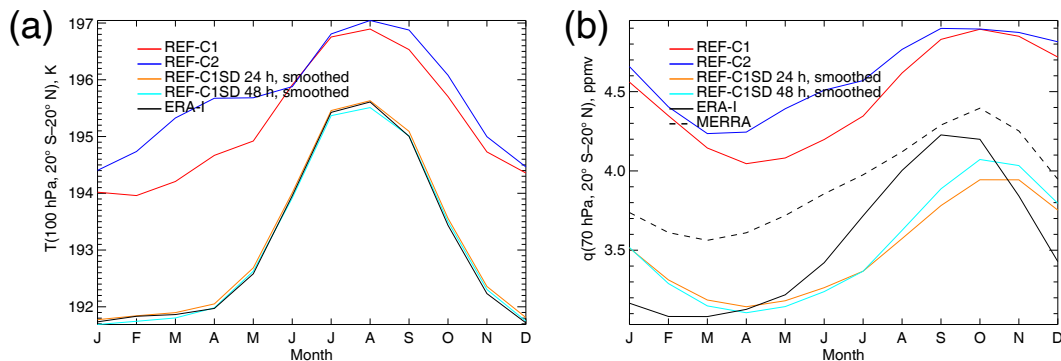 (a)
T(100 hPa, 20° S–20° N), K
197
196
195
194
193
192
REF-C1
REF-C2
REF-C1SD 24 h, smoothed
REF-C1SD 48 h, smoothed
ERA-I
J F M A M J J A S O N D
Month
(b)
q(70 hPa, 20° S–20° N), ppmv
4.5
4.0
3.5
REF-C1
REF-C2
REF-C1SD 24 h, smoothed
REF-C1SD 48 h, smoothed
ERA-I
MERRA
J F M A M J J A S O N D
Month